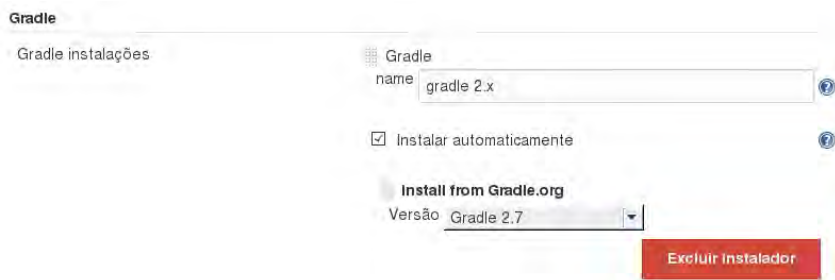 Gradle
Gradle instalações
Gradle
name gradle 2.x
Instalar automaticamente
Install from Gradle.org
Versão Gradle 2.7
Excluir Instalador